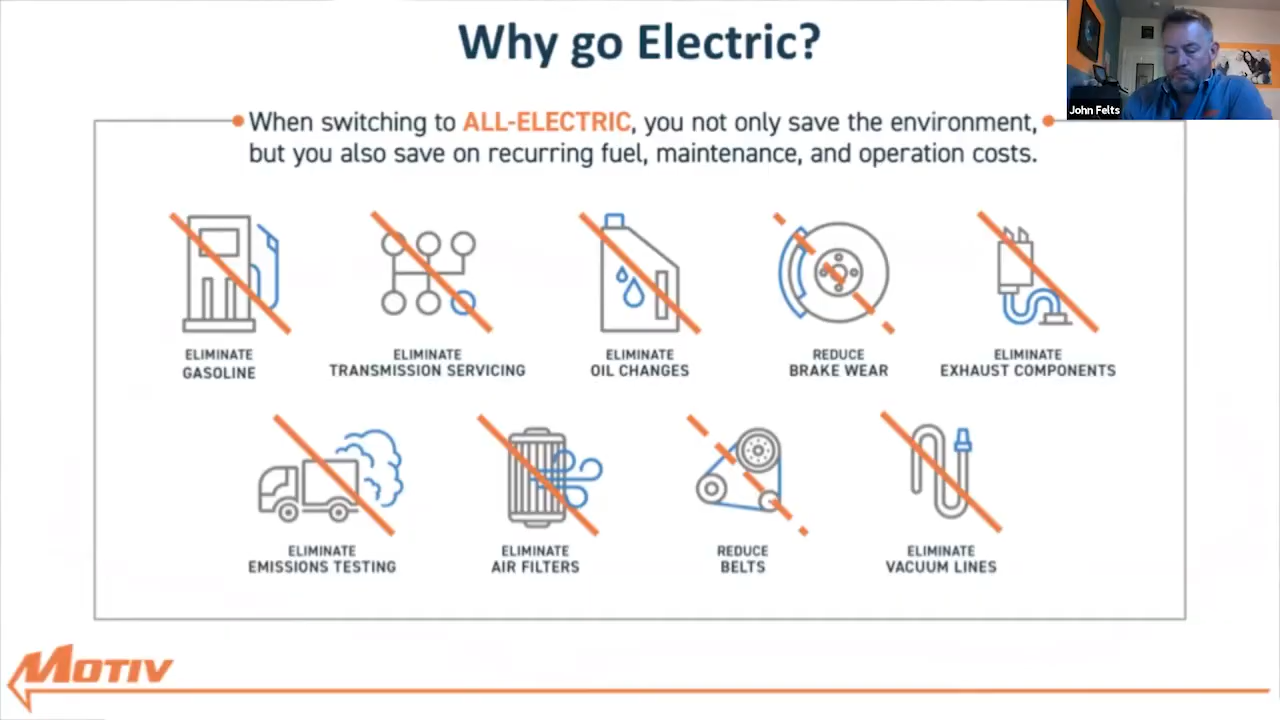 Why go Electric?
John Felts
When switching to ALL-ELECTRIC, you not only save the environment,
but you also save on recurring fuel, maintenance, and operation costs.
ELIMINATE
GASOLINE
ELIMINATE
TRANSMISSION SERVICING
ELIMINATE
OIL CHANGES
REDUCE
BRAKE WEAR
ELIMINATE
EXHAUST COMPONENTS
ELIMINATE
EMISSIONS TESTING
ELIMINATE
AIR FILTERS
REDUCE
BELTS
ELIMINATE
VACUUM LINES
MOTIV